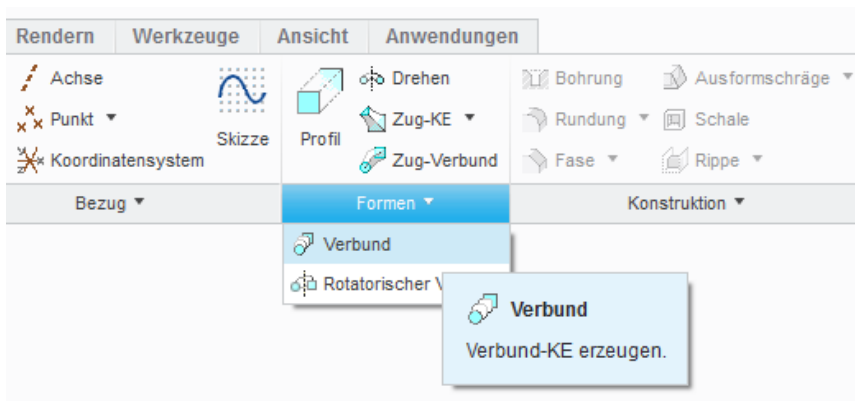 Rendern Werkzeuge Ansicht Anwendungen
Achse
Punkt
Koordinatensystem
Skizze
Profil
Drehen
Zug-KE
Zug-Verbund
Bohrung
Rundung
Fase
Ausformschräge
Schale
Rippe
Bezug
Formen
Konstruktion
Verbund
Rotatorischer
Verbund
Verbund-KE erzeugen.